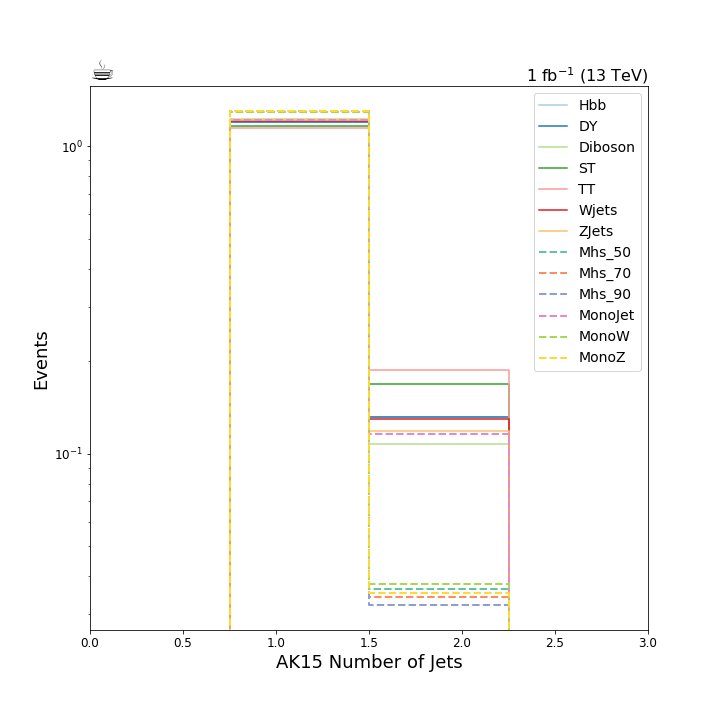 ☕
1 fb⁻¹ (13 TeV)
Hbb
DY
Diboson
ST
TT
Wjets
ZJets
Mhs_50
Mhs_70
Mhs_90
MonoJet
MonoW
MonoZ
Events
10⁰
10⁻¹
0.0 0.5 1.0 1.5 2.0 2.5 3.0
AK15 Number of Jets